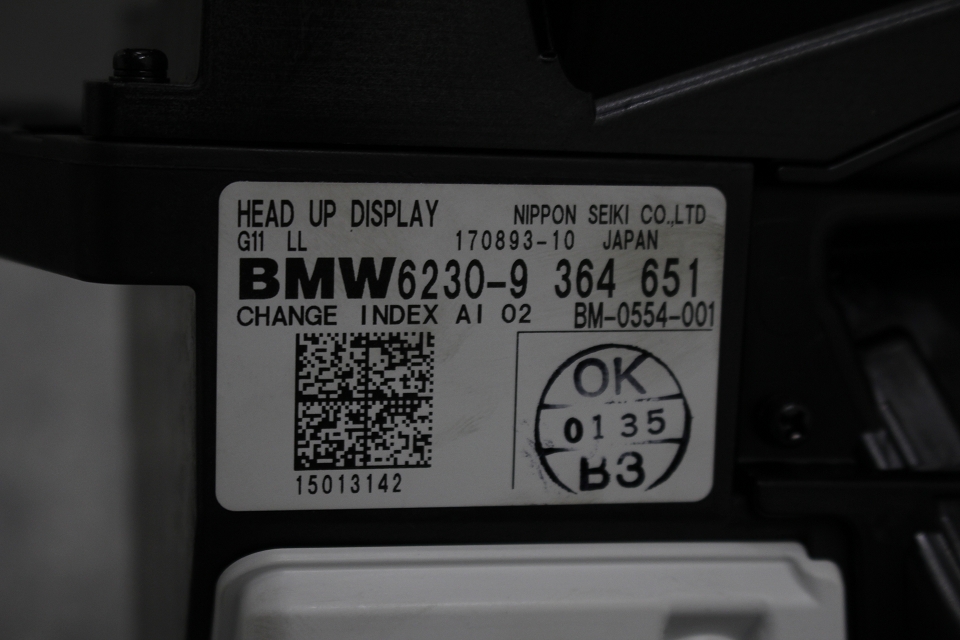 HEAD UP DISPLAY NIPPON SEIKI CO.,LTD
G11 LL 170893-10 JAPAN
BMW 6230-9 364 651
CHANGE INDEX AI 02 BM-0554-001
OK
0135
B3
15013142